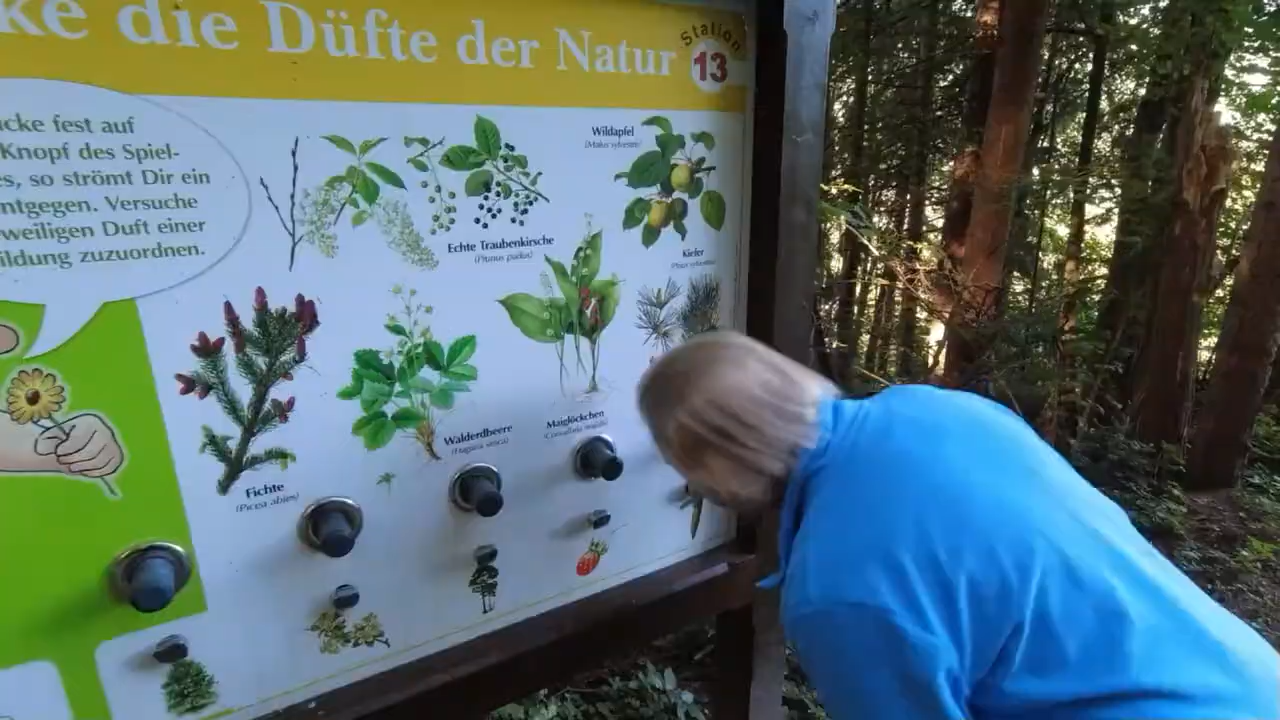 ke die Düfte der Natur
Station
13
ucke fest auf
Knopf des Spiel-
es, so strömt Dir ein
ntgegen. Versuche
weiligen Duft einer
ildung zuzuordnen.
Wildapfel
(Malus sylvestris)
Echte Traubenkirsche
(Prunus padus)
Kiefer
(Pinus sylvestris)
Maiglöckchen
(Convallaria majalis)
Walderdbeere
(Fragaria vesca)
Fichte
(Picea abies)